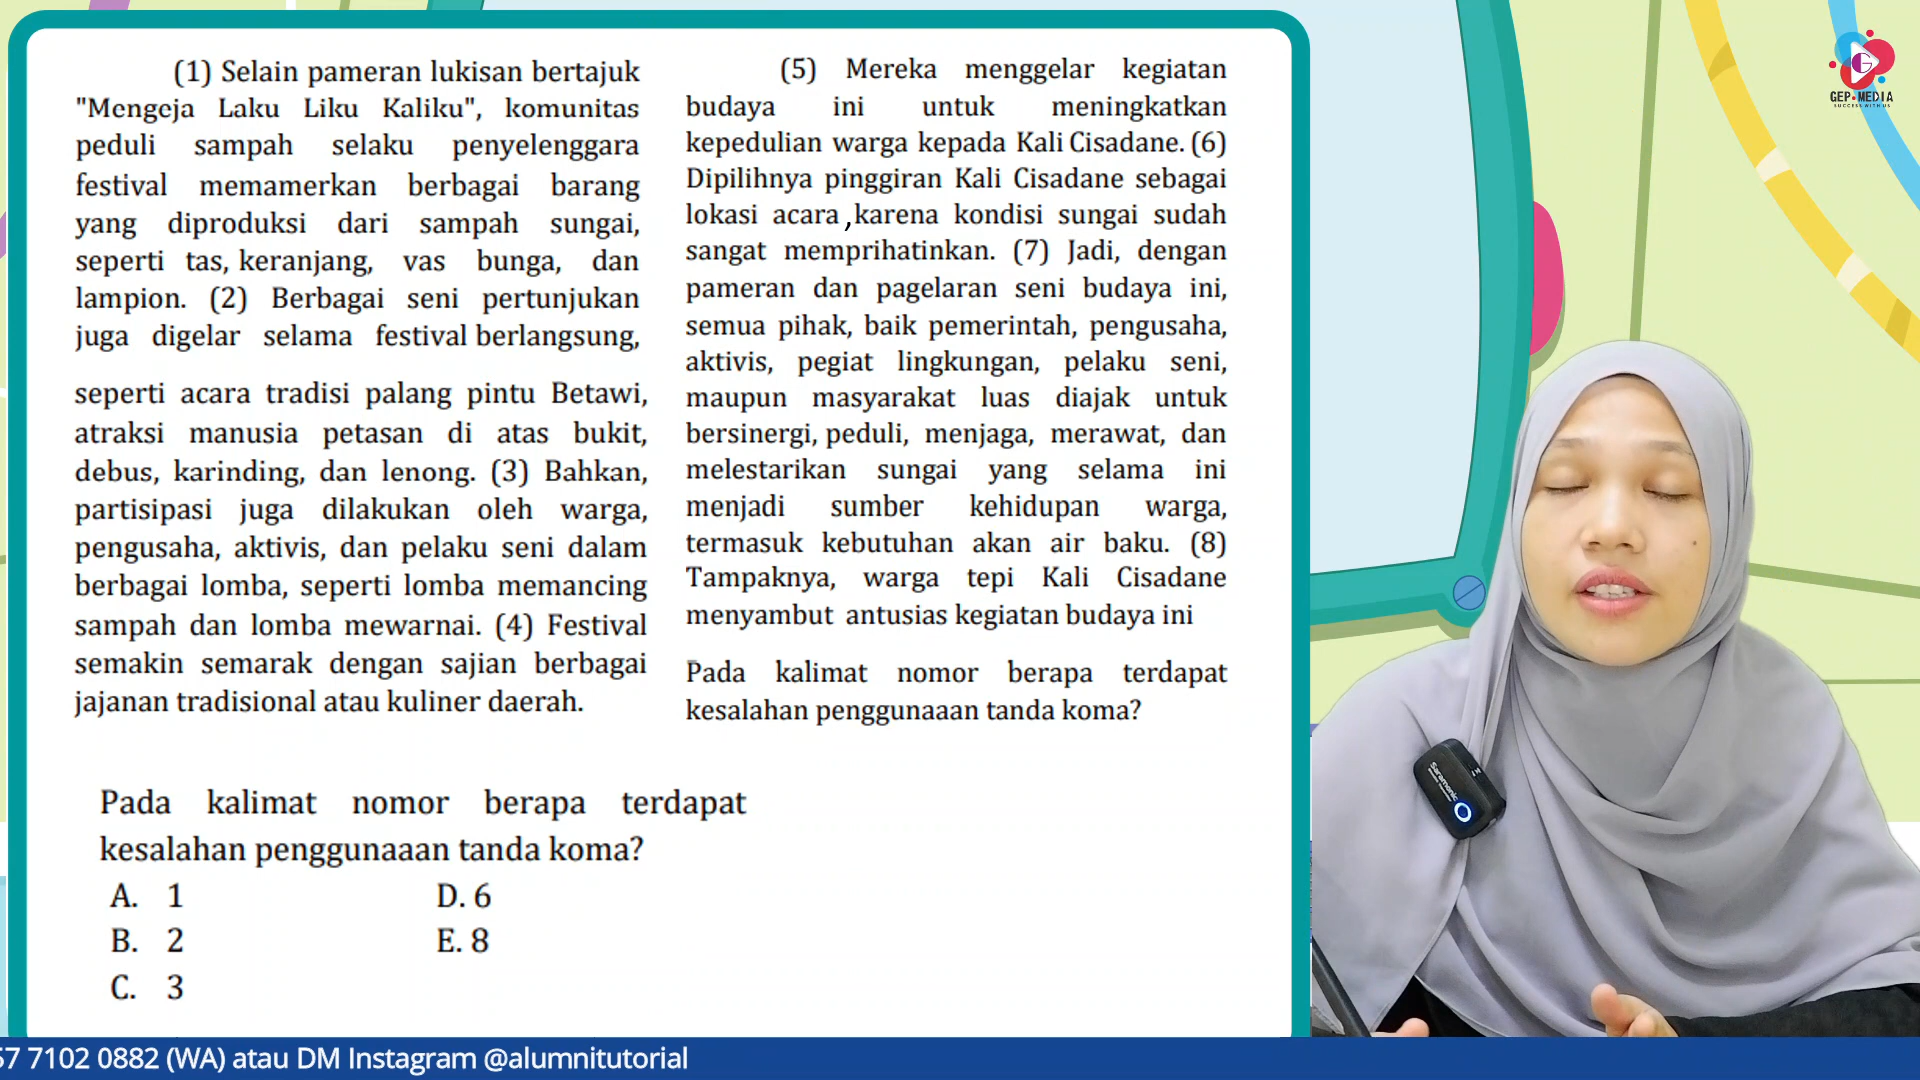 (1) Selain pameran lukisan bertajuk
"Mengeja Laku Liku Kaliku", komunitas
peduli sampah selaku penyelenggara
festival memamerkan berbagai barang
yang diproduksi dari sampah sungai,
seperti tas, keranjang, vas bunga, dan
lampion. (2) Berbagai seni pertunjukan
juga digelar selama festival berlangsung,
seperti acara tradisi palang pintu Betawi,
atraksi manusia petasan di atas bukit,
debus, karinding, dan lenong. (3) Bahkan,
partisipasi juga dilakukan oleh warga,
pengusaha, aktivis, dan pelaku seni dalam
berbagai lomba, seperti lomba memancing
sampah dan lomba mewarnai. (4) Festival
semakin semarak dengan sajian berbagai
jajanan tradisional atau kuliner daerah.
(5) Mereka menggelar kegiatan
budaya ini untuk meningkatkan
kepedulian warga kepada Kali Cisadane. (6)
Dipilihnya pinggiran Kali Cisadane sebagai
lokasi acara ,karena kondisi sungai sudah
sangat memprihatinkan. (7) Jadi, dengan
pameran dan pagelaran seni budaya ini,
semua pihak, baik pemerintah, pengusaha,
aktivis, pegiat lingkungan, pelaku seni,
maupun masyarakat luas diajak untuk
bersinergi, peduli, menjaga, merawat, dan
melestarikan sungai yang selama ini
menjadi sumber kehidupan warga,
termasuk kebutuhan akan air baku. (8)
Tampaknya, warga tepi Kali Cisadane
menyambut antusias kegiatan budaya ini
Pada kalimat nomor berapa terdapat
kesalahan penggunaaan tanda koma?
Pada kalimat nomor berapa terdapat
kesalahan penggunaaan tanda koma?
A. 1
B. 2
C. 3
D. 6
E. 8
GEP MEDIA
SUCCESS WITH US
Saramonic
57 7102 0882 (WA) atau DM Instagram @alumnitutorial